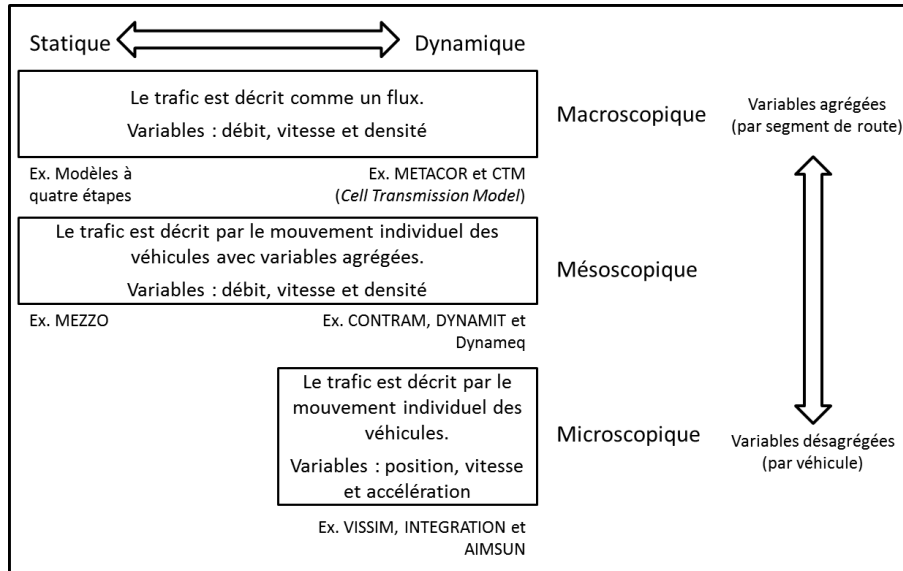 Statique
Dynamique
Le trafic est décrit comme un flux.
Variables : débit, vitesse et densité
Macroscopique
Variables agrégées
(par segment de route)
Ex. Modèles à
quatre étapes
Ex. METACOR et CTM
(Cell Transmission Model)
Le trafic est décrit par le mouvement individuel des
véhicules avec variables agrégées.
Variables : débit, vitesse et densité
Mésoscopique
Ex. MEZZO
Ex. CONTRAM, DYNAMIT et
Dynameq
Le trafic est décrit par le
mouvement individuel des
véhicules.
Variables : position, vitesse
et accélération
Microscopique
Variables désagrégées
(par véhicule)
Ex. VISSIM, INTEGRATION et
AIMSUN